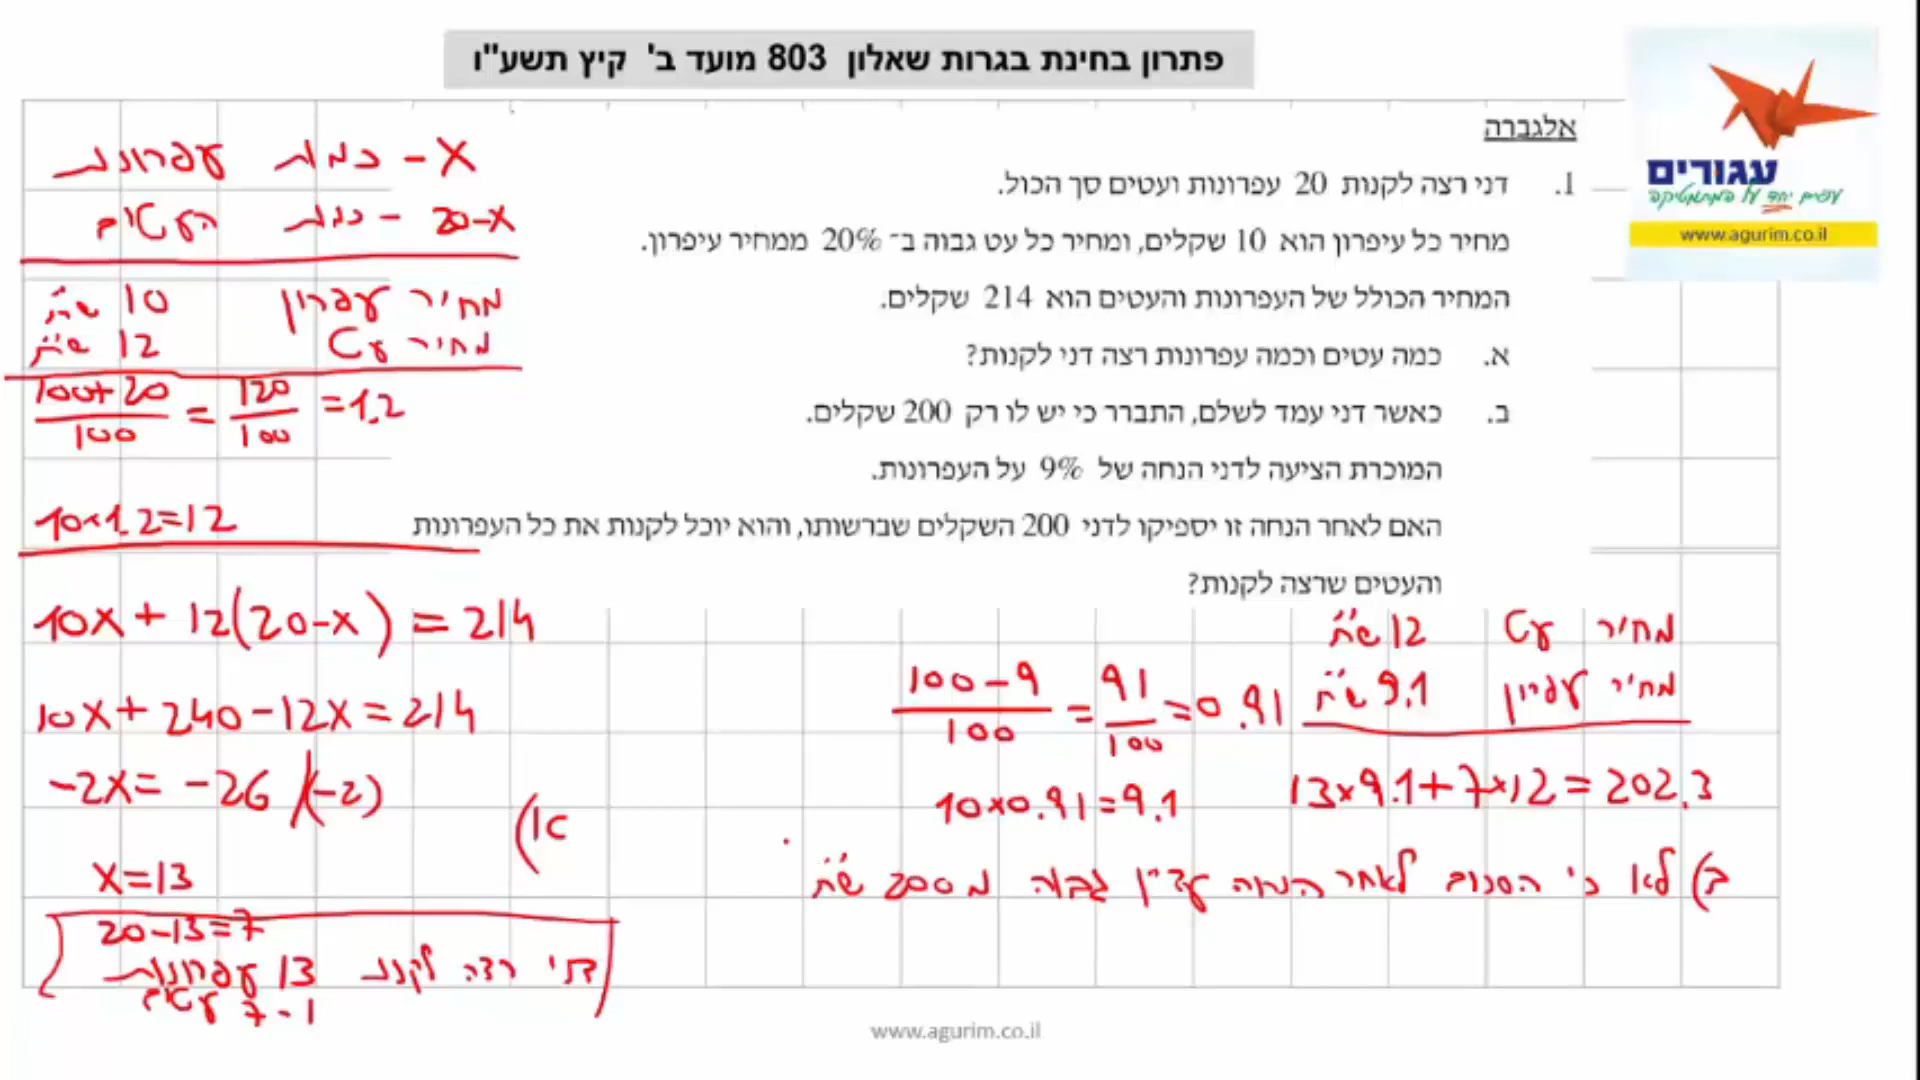 פתרון בחינת בגרות שאלון 803 מועד ב' קיץ תשע"ו
עגורים
עפים יחד על המתמטיקה
www.agurim.co.il
אלגברה
1. דני רצה לקנות 20 עפרונות ועטים סך הכול.
מחיר כל עיפרון הוא 10 שקלים, ומחיר כל עט גבוה ב־ 20% ממחיר עיפרון.
המחיר הכולל של העפרונות והעטים הוא 214 שקלים.
א. כמה עטים וכמה עפרונות רצה דני לקנות?
ב. כאשר דני עמד לשלם, התברר כי יש לו רק 200 שקלים.
המוכרת הציעה לדני הנחה של 9% על העפרונות.
האם לאחר הנחה זו יספיקו לדני 200 השקלים שברשותו, והוא יוכל לקנות את כל העפרונות
והעטים שרצה לקנות?
X - כמות עפרונות
20-X - כמות העטים
מחיר עפרון 10 ש"ח
מחיר עט 12 ש"ח
100+20/100 = 120/100 = 1.2
10×1.2=12
10x + 12(20-x) = 214
10x + 240-12x = 214
-2x = -26 /(-2)
x=13
א)
20-13=7
דני רצה לקנות 13 עפרונות
ו- 7 עטים
מחיר עט 12 ש"ח
מחיר עפרון 9.1 ש"ח
100-9/100 = 91/100 = 0.91
10×0.91=9.1
13×9.1+7×12=202.3
ב) לא כי הסכום לאחר הנחה עדיין גבוה מ 200 ש"ח
www.agurim.co.il